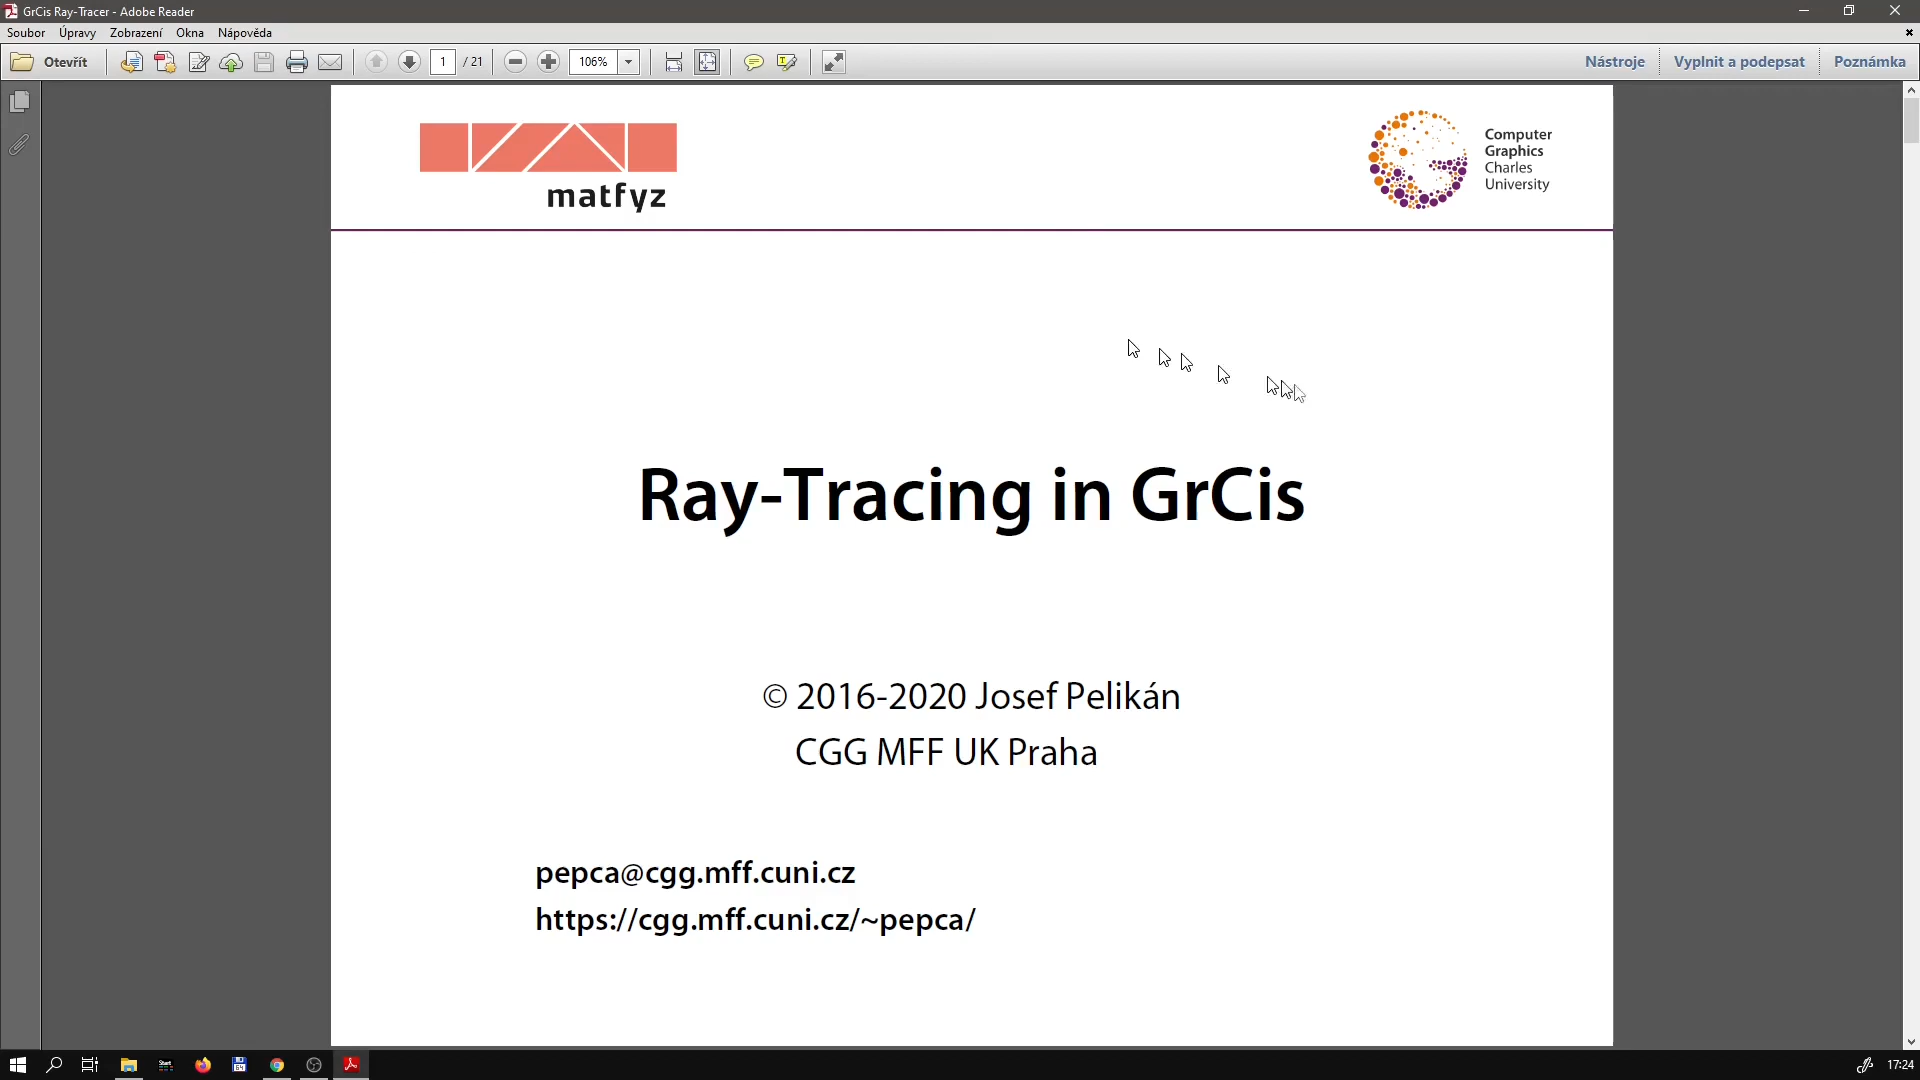 GrCis Ray-Tracer - Adobe Reader
Soubor Úpravy Zobrazení Okna Nápověda
Otevřít 1 / 21 106% Nástroje Vyplnit a podepsat Poznámka
matfyz
Computer
Graphics
Charles
University
Ray-Tracing in GrCis
© 2016-2020 Josef Pelikán
CGG MFF UK Praha
pepca@cgg.mff.cuni.cz
https://cgg.mff.cuni.cz/~pepca/
Start
64
17:24